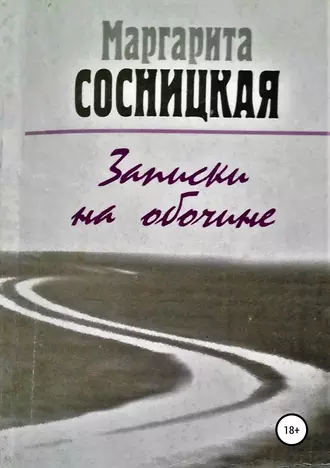 Маргарита
СОСНИЦКАЯ
Записки
на обочине
18+